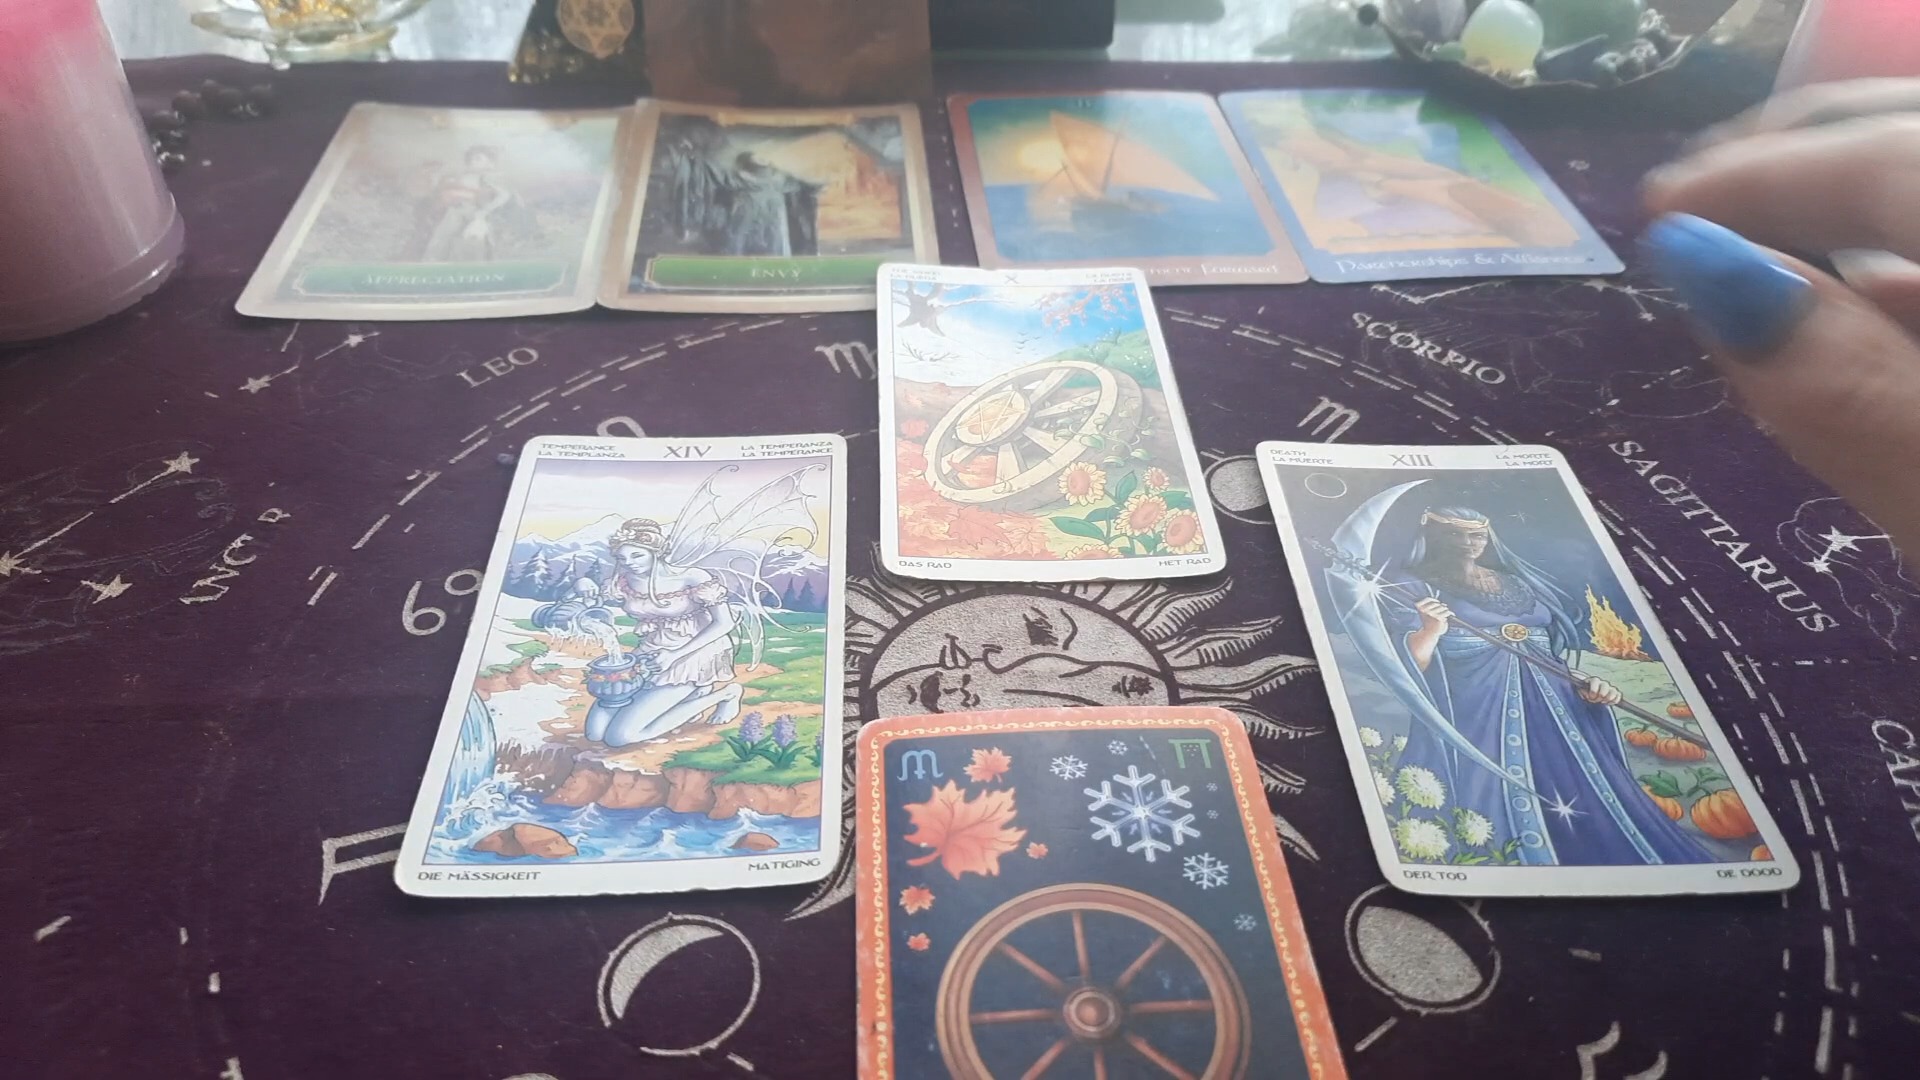 APPRECIATION
ENVY
Partnerships & Alliances
LEO
SCORPIO
SAGITTARIUS
X
DAS RAD
HET RAD
TEMPERANCE
LA TEMPLANZA
XIV
LA TEMPERANZA
LA TEMPERANCE
DIE MÄSSIGKEIT
MATIGING
DEATH
LA MUERTE
XIII
LA MORTE
LA MORT
DER TOD
DE DOOD